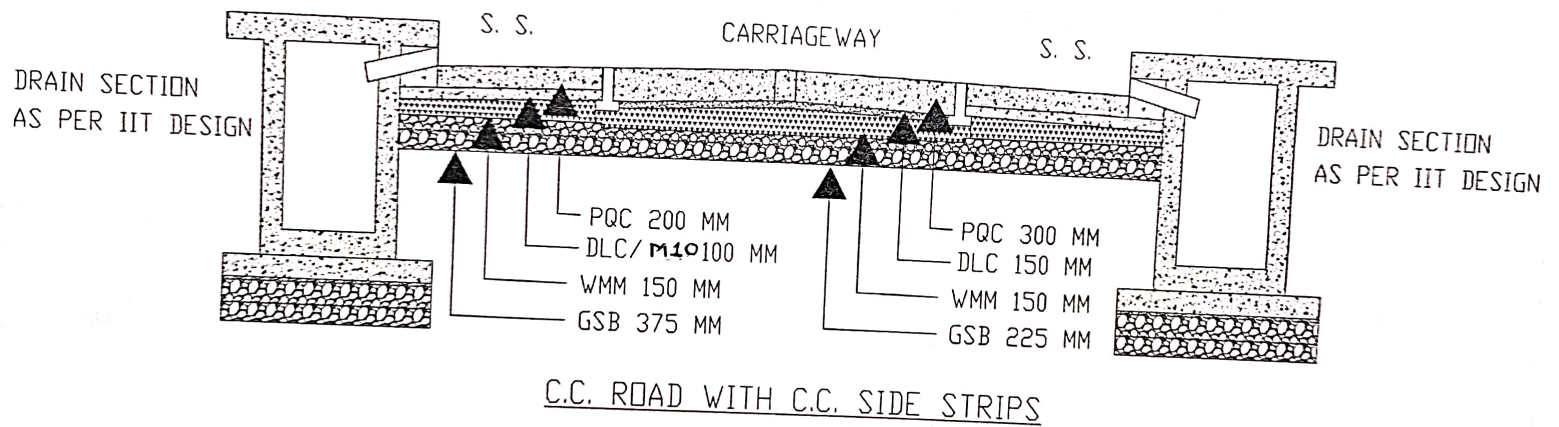 S. S.
CARRIAGEWAY
S. S.
DRAIN SECTION
AS PER IIT DESIGN
DRAIN SECTION
AS PER IIT DESIGN
PQC 200 MM
DLC/M10100 MM
WMM 150 MM
GSB 375 MM
PQC 300 MM
DLC 150 MM
WMM 150 MM
GSB 225 MM
C.C. ROAD WITH C.C. SIDE STRIPS